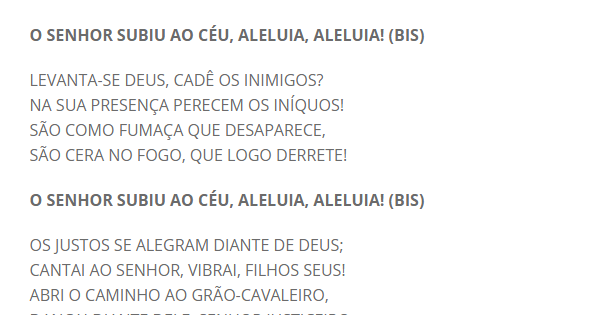 O SENHOR SUBIU AO CÉU, ALELUIA, ALELUIA! (BIS)
LEVANTA-SE DEUS, CADÊ OS INIMIGOS?
NA SUA PRESENÇA PERECEM OS INÍQUOS!
SÃO COMO FUMAÇA QUE DESAPARECE,
SÃO CERA NO FOGO, QUE LOGO DERRETE!
O SENHOR SUBIU AO CÉU, ALELUIA, ALELUIA! (BIS)
OS JUSTOS SE ALEGRAM DIANTE DE DEUS;
CANTAI AO SENHOR, VIBRAI, FILHOS SEUS!
ABRI O CAMINHO AO GRÃO-CAVALEIRO,